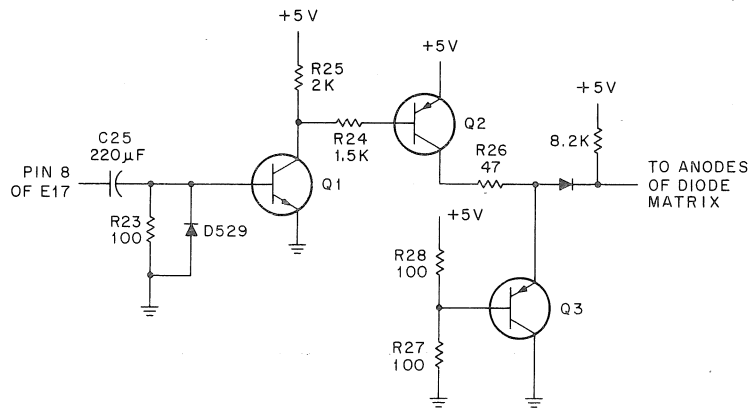 +5V
R25
2K
+5V
+5V
C25
220µF
R24
1.5K
Q2
R26
47
8.2K
PIN 8
OF E17
Q1
TO ANODES
OF DIODE
MATRIX
R23
100
D529
+5V
R28
100
Q3
R27
100